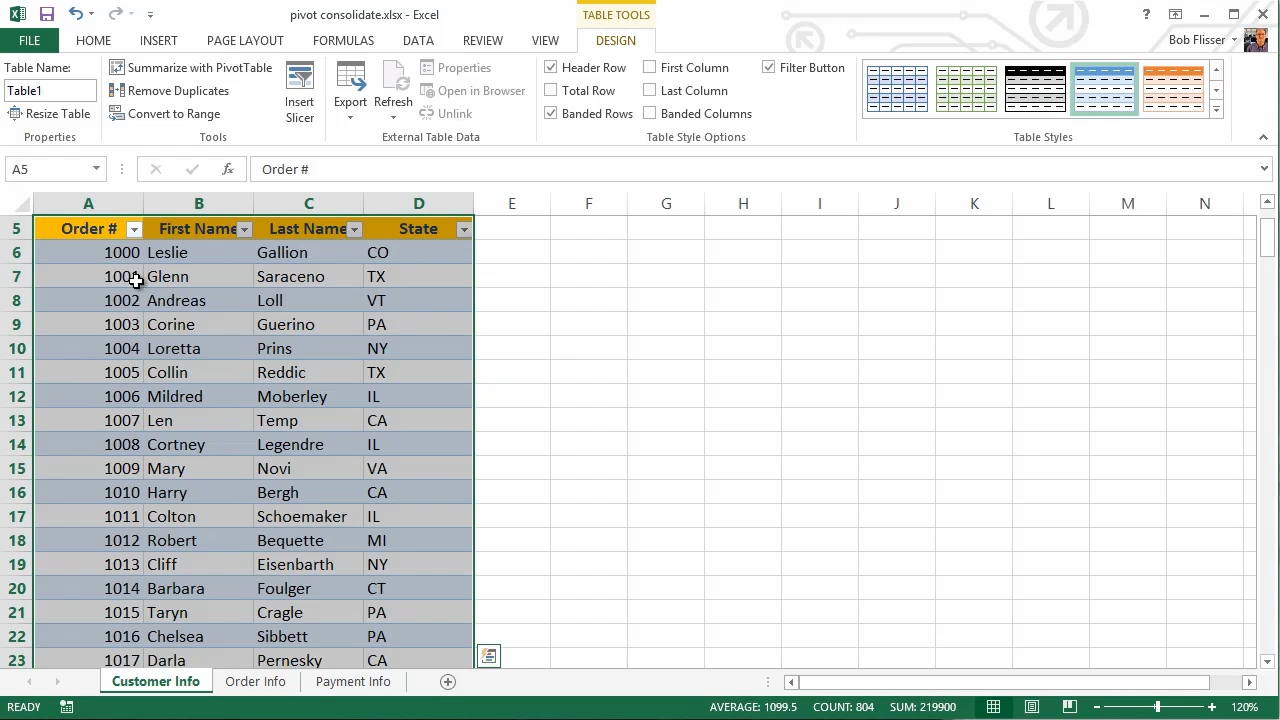 pivot consolidate.xlsx - Excel
TABLE TOOLS
?
FILE HOME INSERT PAGE LAYOUT FORMULAS DATA REVIEW VIEW DESIGN Bob Flisser
Table Name:
Table1
Resize Table
Properties
Summarize with PivotTable
Remove Duplicates
Convert to Range
Insert
Slicer
Tools
Export
Refresh
Properties
Open in Browser
Unlink
External Table Data
Header Row First Column Filter Button
Total Row Last Column
Banded Rows Banded Columns
Table Style Options
Table Styles
A5 fx Order #
A B C D E F G H I J K L M N
5 Order # First Name Last Name State
6 1000 Leslie Gallion CO
7 Glenn Saraceno TX
8 1002 Andreas Loll VT
9 1003 Corine Guerino PA
10 1004 Loretta Prins NY
11 1005 Collin Reddic TX
12 1006 Mildred Moberley IL
13 1007 Len Temp CA
14 1008 Cortney Legendre IL
15 1009 Mary Novi VA
16 1010 Harry Bergh CA
17 1011 Colton Schoemaker IL
18 1012 Robert Bequette MI
19 1013 Cliff Eisenbarth NY
20 1014 Barbara Foulger CT
21 1015 Taryn Cragle PA
22 1016 Chelsea Sibbett PA
23 1017 Darla Pernesky CA
Customer Info Order Info Payment Info
READY AVERAGE: 1099.5 COUNT: 804 SUM: 219900 120%